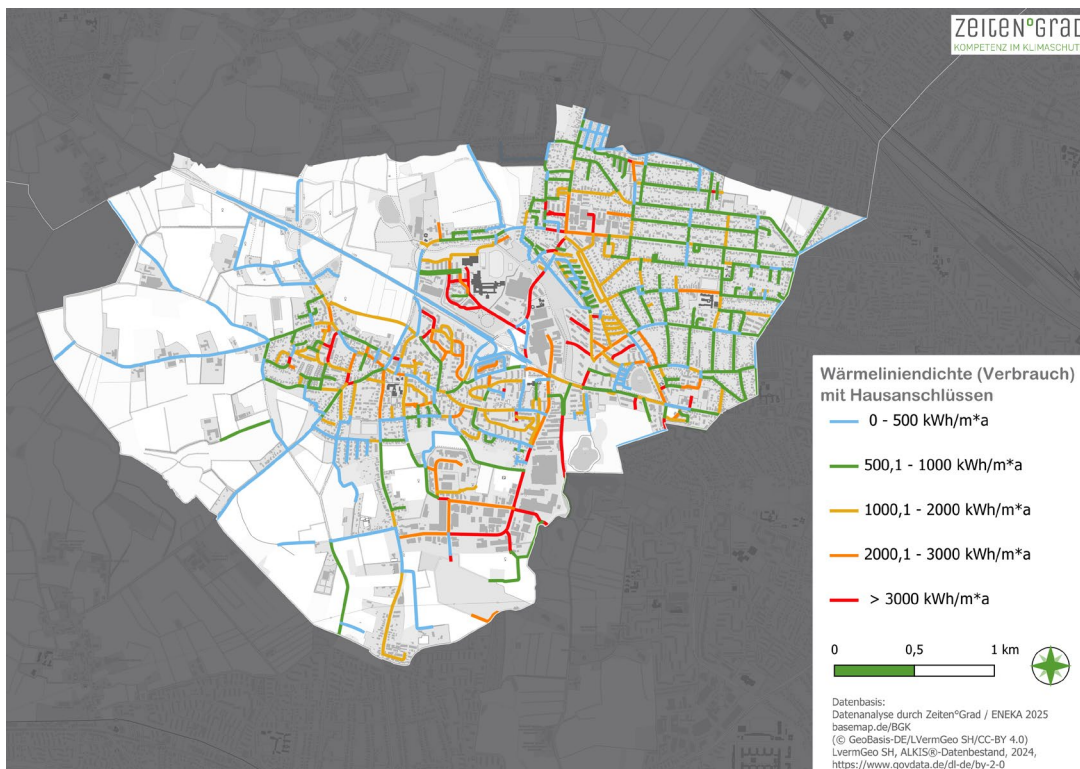 ZEITEN°GRAD
KOMPETENZ IM KLIMASCHUTZ
Wärmeliniendichte (Verbrauch)
mit Hausanschlüssen
0 - 500 kWh/m*a
500,1 - 1000 kWh/m*a
1000,1 - 2000 kWh/m*a
2000,1 - 3000 kWh/m*a
> 3000 kWh/m*a
0 0,5 1 km
Datenbasis:
Datenanalyse durch Zeiten°Grad / ENEKA 2025
basemap.de/BGK
(© GeoBasis-DE/LVermGeo SH/CC-BY 4.0)
LvermGeo SH, ALKIS®-Datenbestand, 2024,
https://www.govdata.de/dl-de/by-2-0